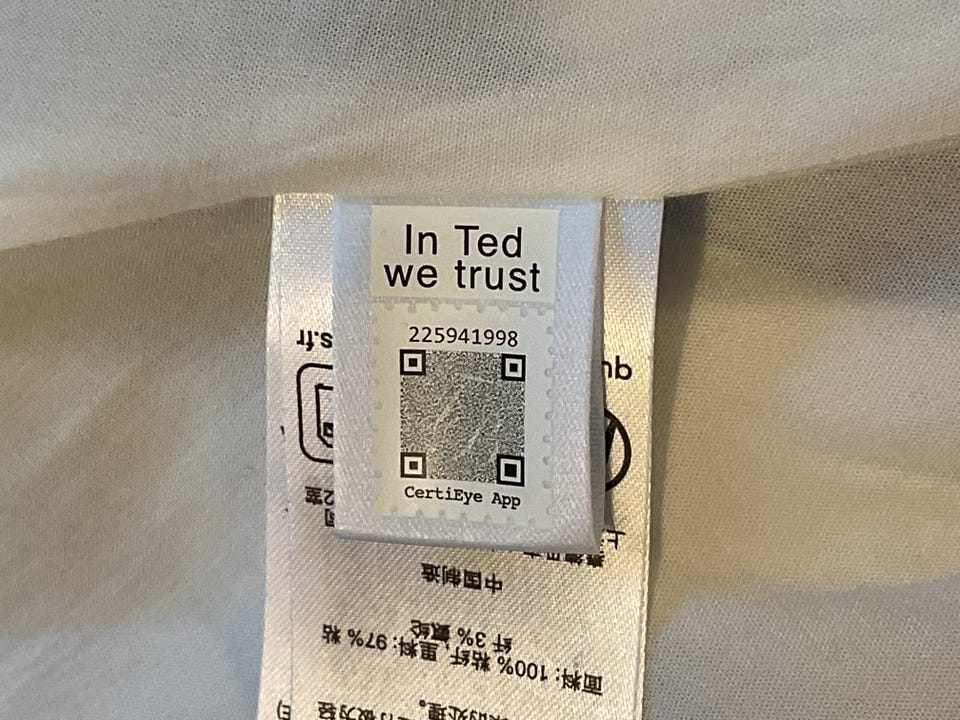 In Ted
we trust
225941998
CertiEye App
面料: 100% 粘纤, 里料: 97% 粘
纤 3% 氨纶
中国制造